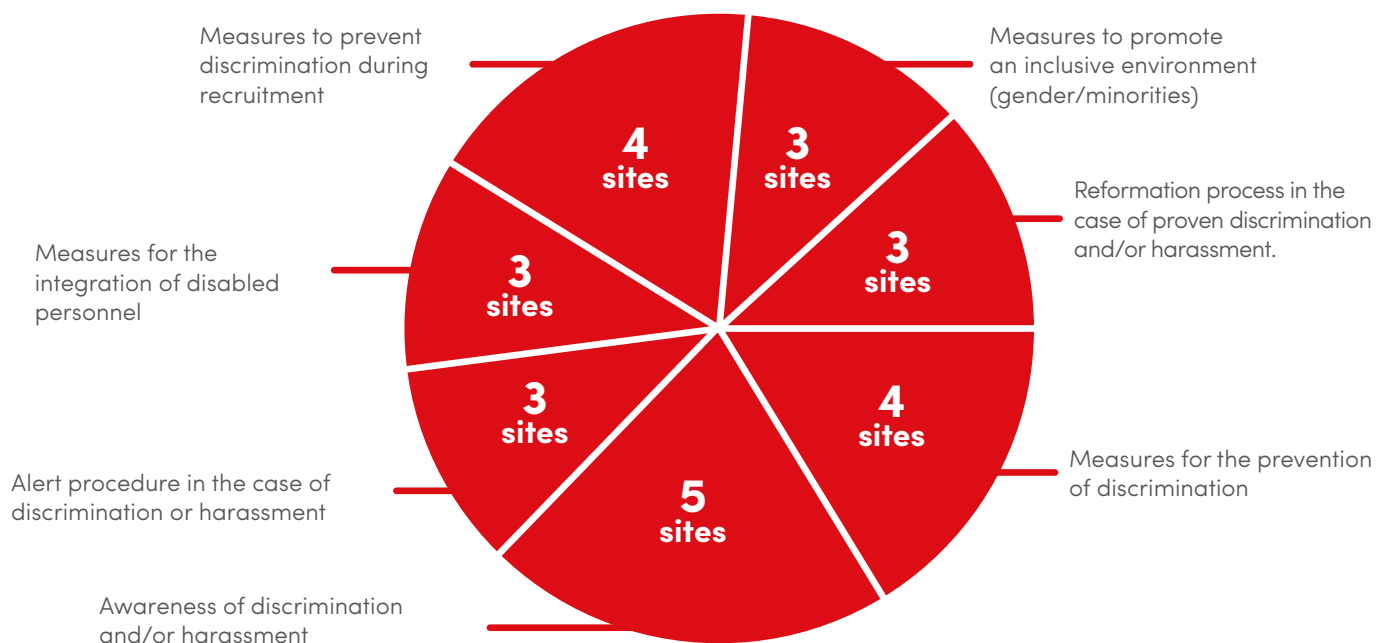 Measures to prevent
discrimination during
recruitment
4
sites
3
sites
Measures to promote
an inclusive environment
(gender/minorities)
Reformation process in the
case of proven discrimination
and/or harassment.
3
sites
Measures for the
integration of disabled
personnel
3
sites
3
sites
4
sites
Measures for the prevention
of discrimination
Alert procedure in the case of
discrimination or harassment
5
sites
Awareness of discrimination
and/or harassment